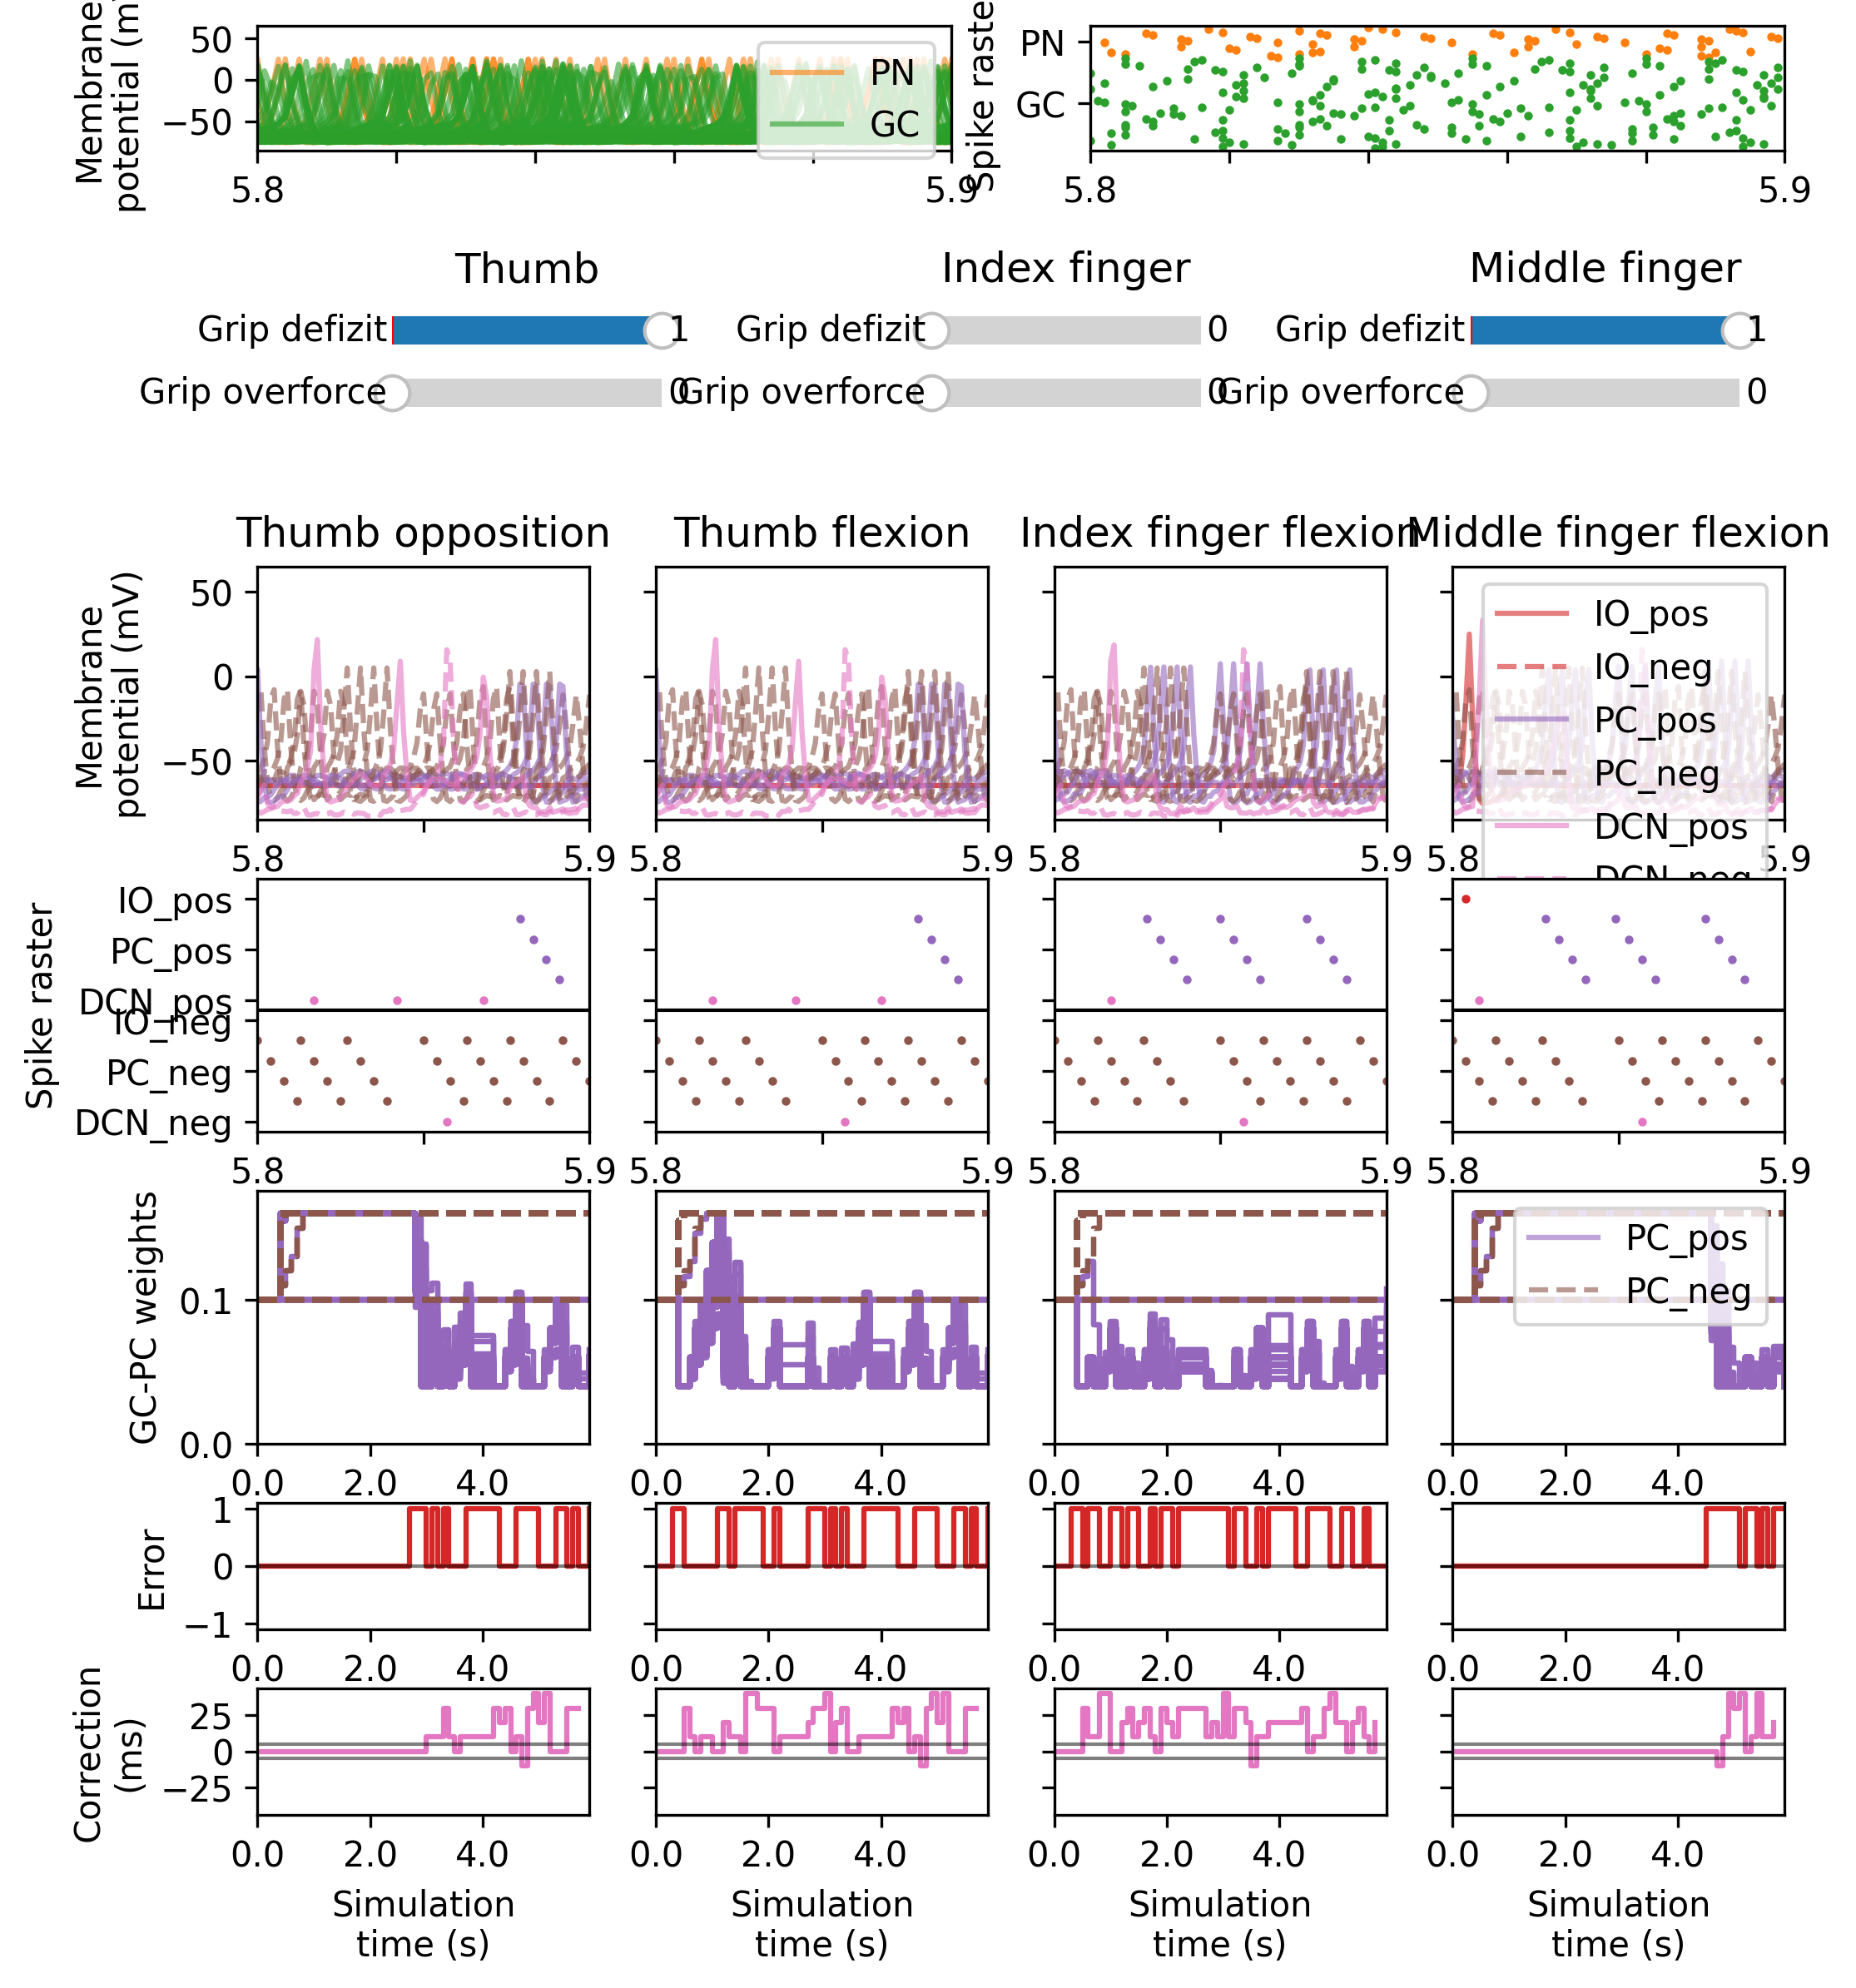 Membrane
potential (m
50
0
−50
PN
GC
5.8
5.9
Spike raste
PN
GC
5.8
5.9
Thumb
Index finger
Middle finger
Grip defizit
1
Grip defizit
0
Grip defizit
1
Grip overforce
0
Grip overforce
0
Grip overforce
0
Thumb opposition
Thumb flexion
Index finger flexion
Middle finger flexion
Membrane
potential (mV)
50
0
−50
IO_pos
IO_neg
PC_pos
PC_neg
DCN_pos
DCN_neg
5.8
5.9
5.8
5.9
5.8
5.9
5.8
5.9
Spike raster
IO_pos
PC_pos
DCN_pos
IO_neg
PC_neg
DCN_neg
5.8
5.9
5.8
5.9
5.8
5.9
5.8
5.9
GC-PC weights
0.1
0.0
PC_pos
PC_neg
0.0
2.0
4.0
0.0
2.0
4.0
0.0
2.0
4.0
0.0
2.0
4.0
Error
1
0
−1
0.0
2.0
4.0
0.0
2.0
4.0
0.0
2.0
4.0
0.0
2.0
4.0
Correction
(ms)
25
0
−25
0.0
2.0
4.0
0.0
2.0
4.0
0.0
2.0
4.0
0.0
2.0
4.0
Simulation
time (s)
Simulation
time (s)
Simulation
time (s)
Simulation
time (s)